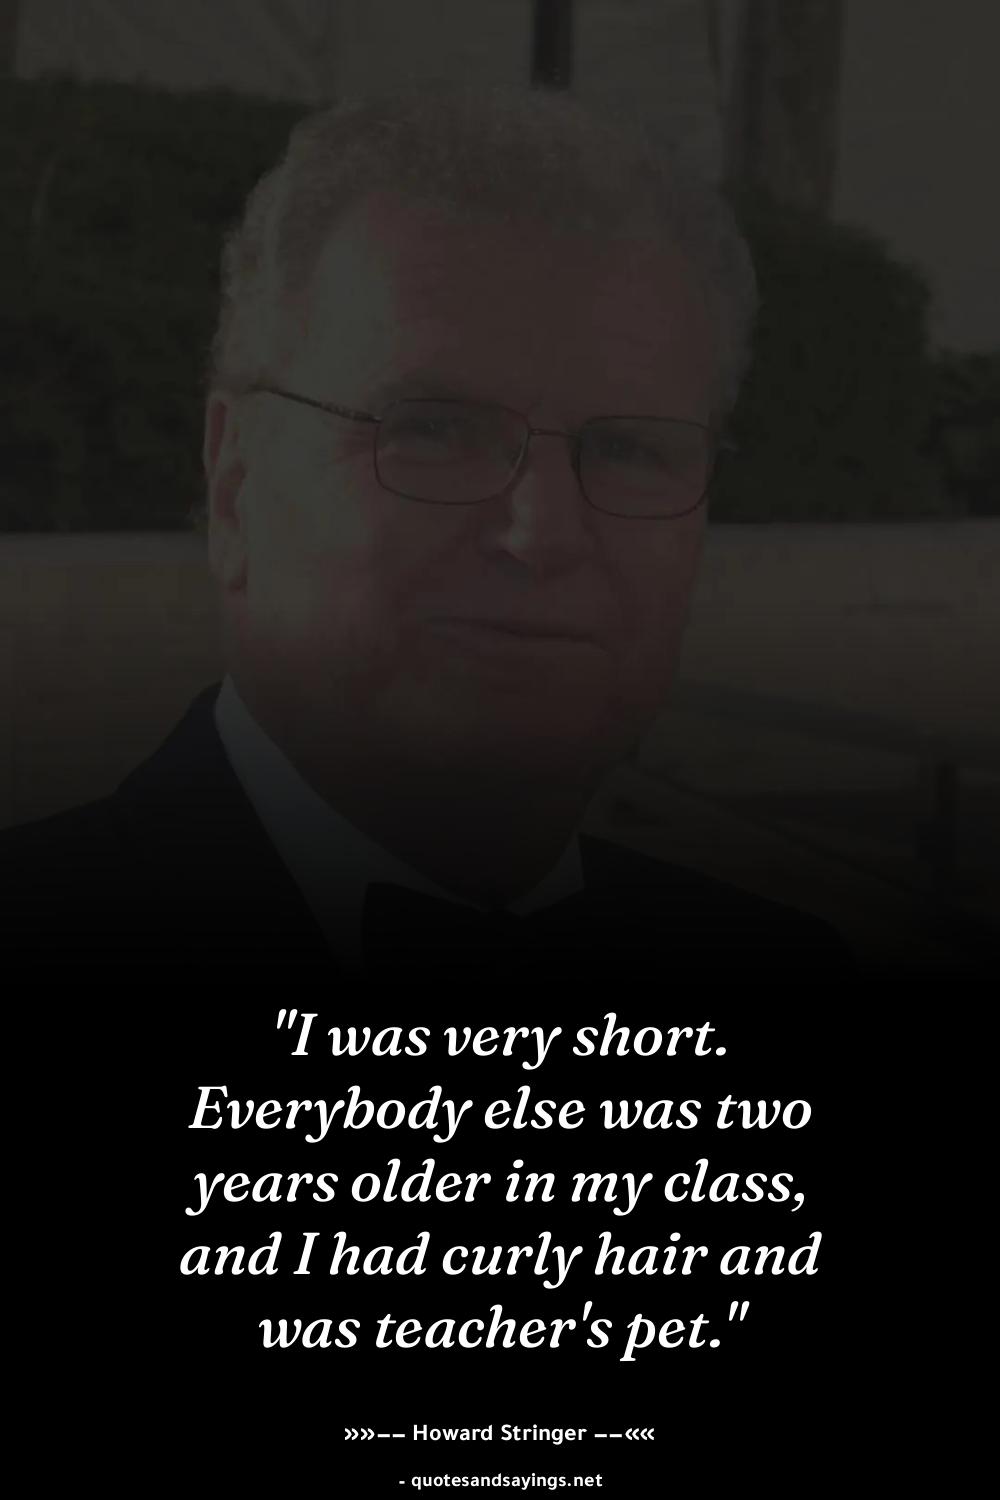 "I was very short.
Everybody else was two
years older in my class,
and I had curly hair and
was teacher's pet."
»»−− Howard Stringer −−««
- quotesandsayings.net